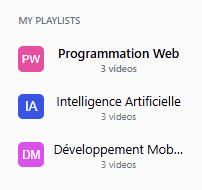 MY PLAYLISTS
PW Programmation Web
3 videos
IA Intelligence Artificielle
3 videos
DM Développement Mob...
3 videos